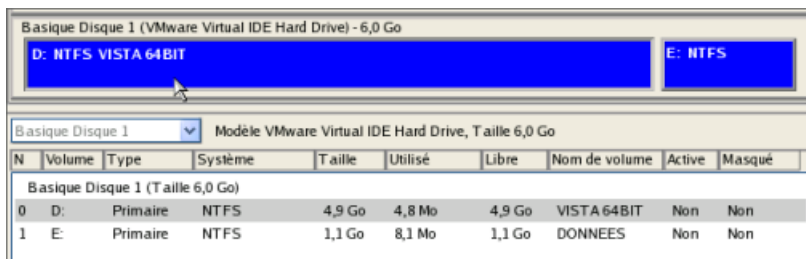 Basique Disque 1 (VMware Virtual IDE Hard Drive) - 6,0 Go
D: NTFS VISTA 64BIT E: NTFS
Basique Disque 1 Modèle VMware Virtual IDE Hard Drive, Taille 6,0 Go
N Volume Type Système Taille Utilisé Libre Nom de volume Active Masqué
Basique Disque 1 (Taille 6,0 Go)
0 D: Primaire NTFS 4,9 Go 4,8 Mo 4,9 Go VISTA 64BIT Non Non
1 E: Primaire NTFS 1,1 Go 8,1 Mo 1,1 Go DONNEES Non Non